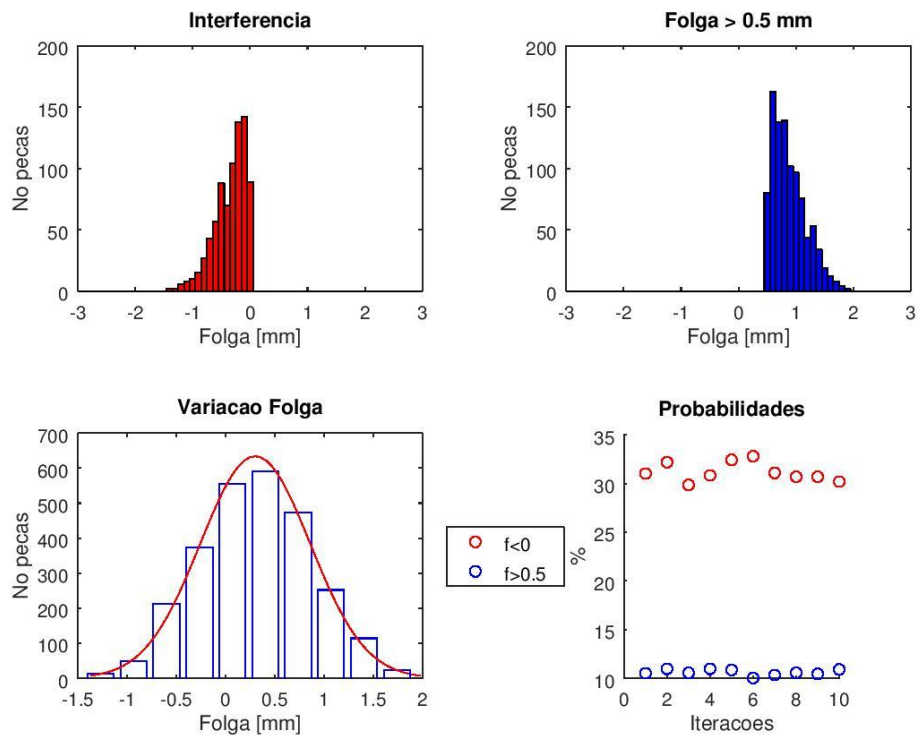 Interferencia
200
150
100
50
0
No pecas
-3 -2 -1 0 1 2 3
Folga [mm]
Folga > 0.5 mm
200
150
100
50
0
No pecas
-3 -2 -1 0 1 2 3
Folga [mm]
Variacao Folga
700
600
500
400
300
200
100
0
No pecas
-1.5 -1 -0.5 0 0.5 1 1.5 2
Folga [mm]
f<0
f>0.5
Probabilidades
35
30
25
20
15
10
%
0 2 4 6 8 10
Iteracoes